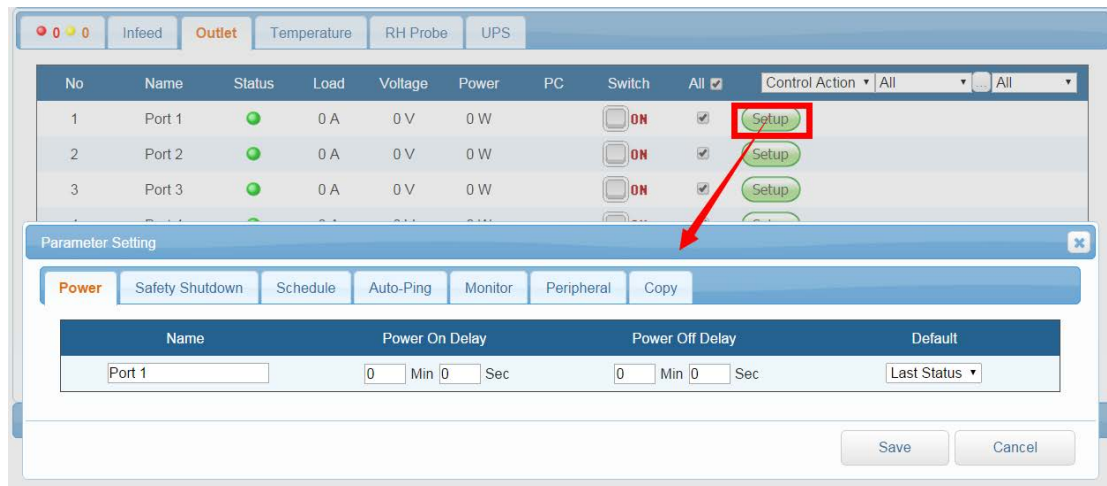 0 0 Infeed Outlet Temperature RH Probe UPS
No Name Status Load Voltage Power PC Switch All Control Action All ... All
1 Port 1 0 A 0 V 0 W ON Setup
2 Port 2 0 A 0 V 0 W ON Setup
3 Port 3 0 A 0 V 0 W ON Setup
Parameter Setting
Power Safety Shutdown Schedule Auto-Ping Monitor Peripheral Copy
Name Power On Delay Power Off Delay Default
Port 1 0 Min 0 Sec 0 Min 0 Sec Last Status
Save Cancel